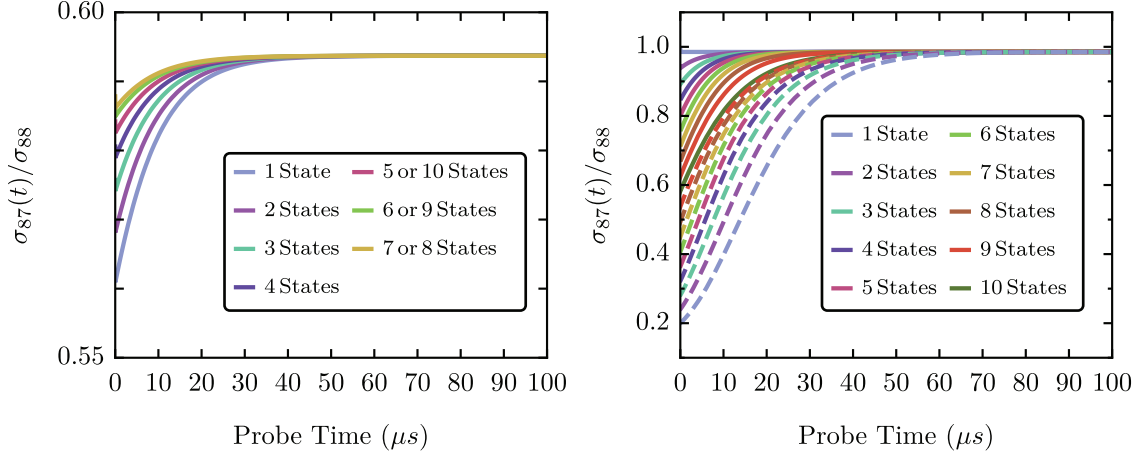 σ87(t)/σ88
0.60
0.55
1 State
2 States
3 States
4 States
5 or 10 States
6 or 9 States
7 or 8 States
0 10 20 30 40 50 60 70 80 90 100
Probe Time (μs)
σ87(t)/σ88
1.0
0.8
0.6
0.4
0.2
1 State
2 States
3 States
4 States
5 States
6 States
7 States
8 States
9 States
10 States
0 10 20 30 40 50 60 70 80 90 100
Probe Time (μs)